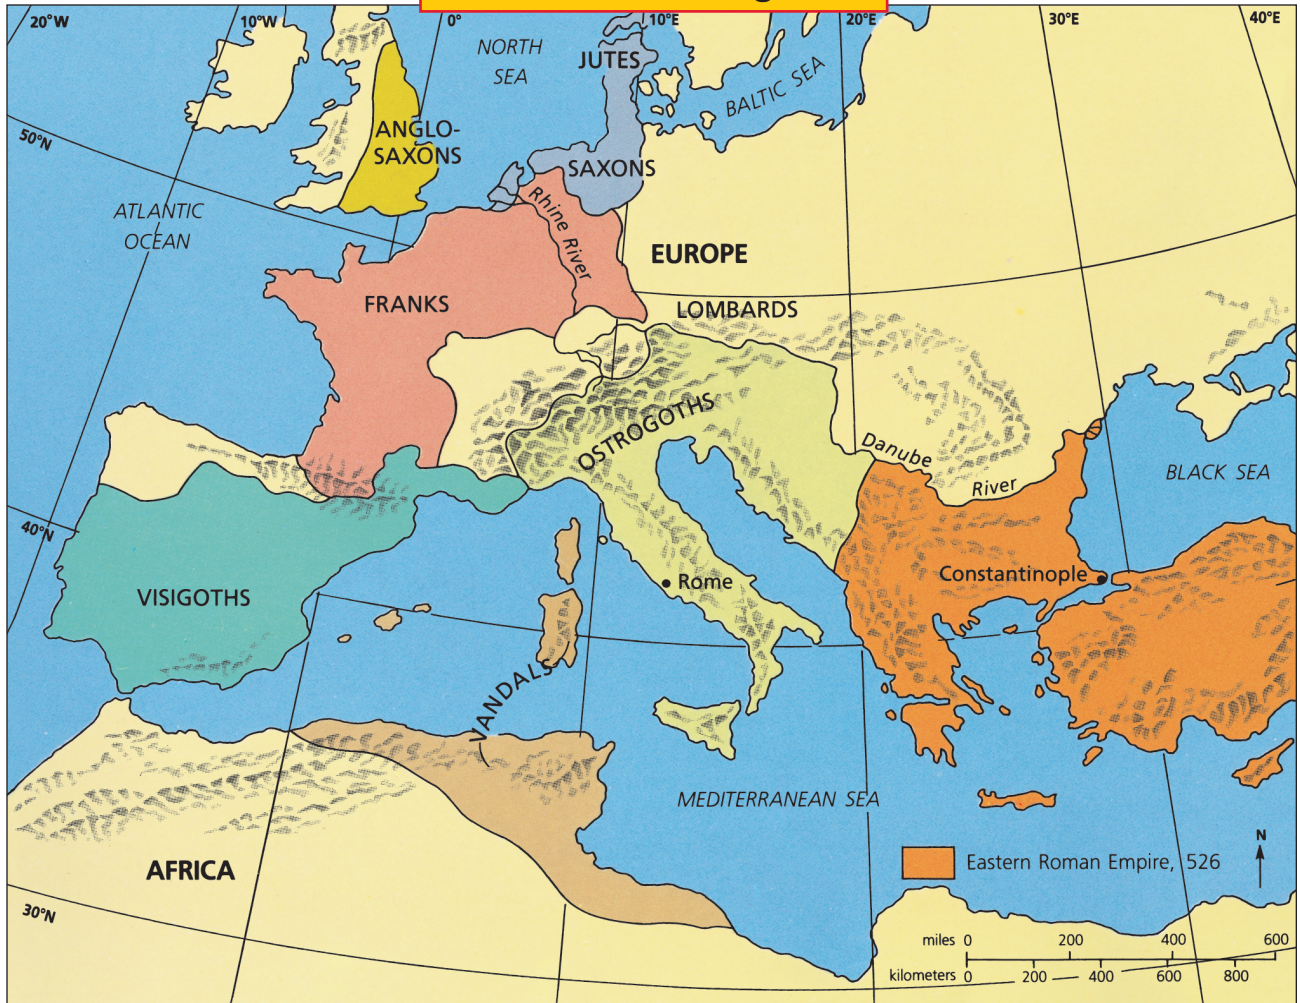 20°W
10°W
0°
10°E
20°E
30°E
40°E
NORTH
SEA
JUTES
BALTIC SEA
50°N
ANGLO-
SAXONS
SAXONS
ATLANTIC
OCEAN
Rhine River
EUROPE
FRANKS
LOMBARDS
OSTROGOTHS
Danube
River
BLACK SEA
40°N
VISIGOTHS
Rome
Constantinople
VANDALS
MEDITERRANEAN SEA
AFRICA
Eastern Roman Empire, 526
N
30°N
miles 0 200 400 600
kilometers 0 200 400 600 800